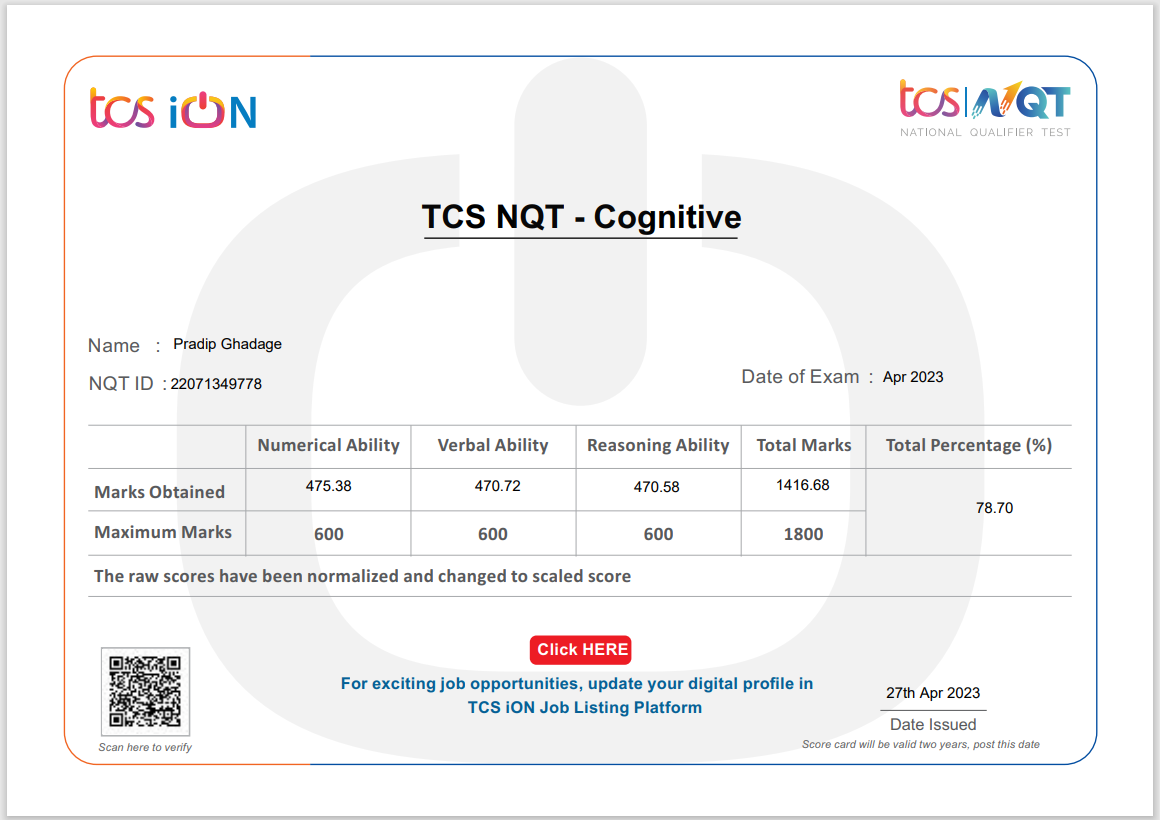 tcs iON
tcs | NQT
NATIONAL QUALIFIER TEST
TCS NQT - Cognitive
Name : Pradip Ghadage
NQT ID : 22071349778
Date of Exam : Apr 2023
Numerical Ability Verbal Ability Reasoning Ability Total Marks Total Percentage (%)
Marks Obtained 475.38 470.72 470.58 1416.68 78.70
Maximum Marks 600 600 600 1800
The raw scores have been normalized and changed to scaled score
Click HERE
For exciting job opportunities, update your digital profile in
TCS iON Job Listing Platform
Scan here to verify
27th Apr 2023
Date Issued
Score card will be valid two years, post this date